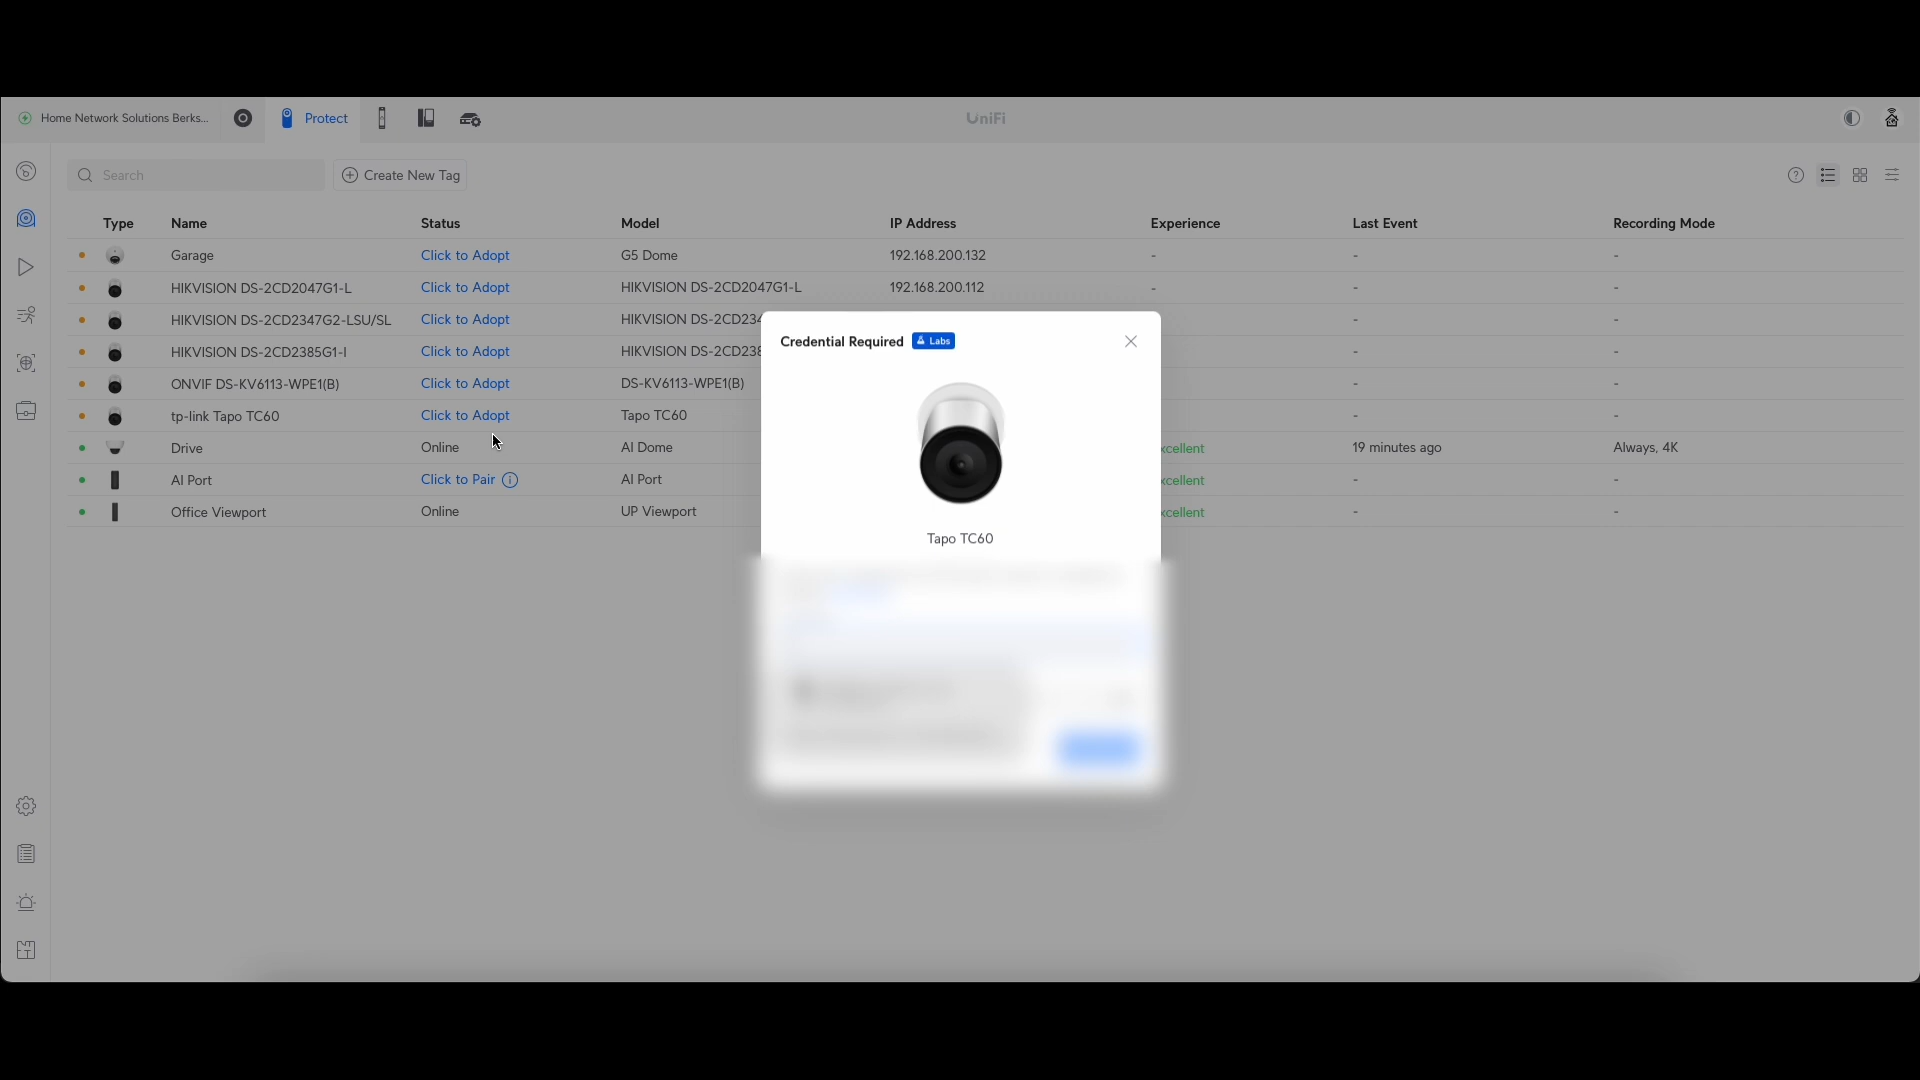 Home Network Solutions Berks...
Protect
UniFi
Search
Create New Tag
Type Name Status Model IP Address Experience Last Event Recording Mode
Garage Click to Adopt G5 Dome 192.168.200.132 - - -
HIKVISION DS-2CD2047G1-L Click to Adopt HIKVISION DS-2CD2047G1-L 192.168.200.112 - - -
HIKVISION DS-2CD2347G2-LSU/SL Click to Adopt HIKVISION DS-2CD234 - -
HIKVISION DS-2CD2385G1-I Click to Adopt HIKVISION DS-2CD238 - -
ONVIF DS-KV6113-WPE1(B) Click to Adopt DS-KV6113-WPE1(B) - -
tp-link Tapo TC60 Click to Adopt Tapo TC60 - -
Drive Online AI Dome xcellent 19 minutes ago Always, 4K
AI Port Click to Pair AI Port xcellent - -
Office Viewport Online UP Viewport xcellent - -
Credential Required Labs
Tapo TC60